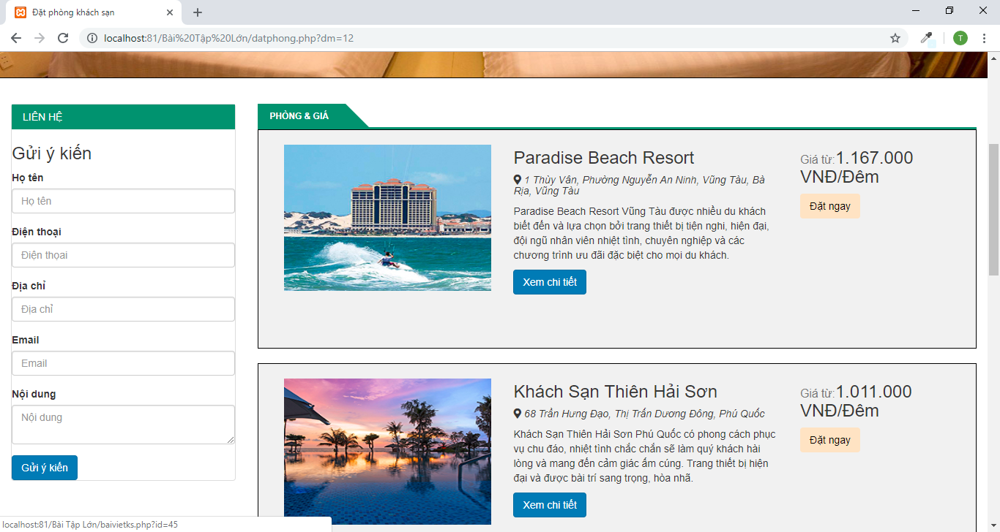 Đặt phòng khách sạn
localhost:81/Bài%20Tập%20Lớn/datphong.php?dm=12
T
LIÊN HỆ
Gửi ý kiến
Họ tên
Họ tên
Điện thoại
Điện thọai
Địa chỉ
Địa chỉ
Email
Email
Nội dung
Nội dung
Gửi ý kiến
PHÒNG & GIÁ
Paradise Beach Resort
1 Thùy Vân, Phường Nguyễn An Ninh, Vũng Tàu, Bà
Rịa, Vũng Tàu
Paradise Beach Resort Vũng Tàu được nhiều du khách
biết đến và lựa chọn bởi trang thiết bị tiện nghi, hiện đại,
đội ngũ nhân viên nhiệt tình, chuyên nghiệp và các
chương trình ưu đãi đặc biệt cho mọi du khách.
Xem chi tiết
Giá từ:1.167.000
VNĐ/Đêm
Đặt ngay
Khách Sạn Thiên Hải Sơn
68 Trần Hưng Đạo, Thị Trấn Dương Đông, Phú Quốc
Khách Sạn Thiên Hải Sơn Phú Quốc có phong cách phục
vụ chu đáo, nhiệt tình chắc chắn sẽ làm quý khách hài
lòng và mang đến cảm giác ấm cúng. Trang thiết bị hiện
đại và được bài trí sang trọng, hòa nhã.
Xem chi tiết
Giá từ:1.011.000
VNĐ/Đêm
Đặt ngay
localhost:81/Bài Tập Lớn/baivietks.php?id=45